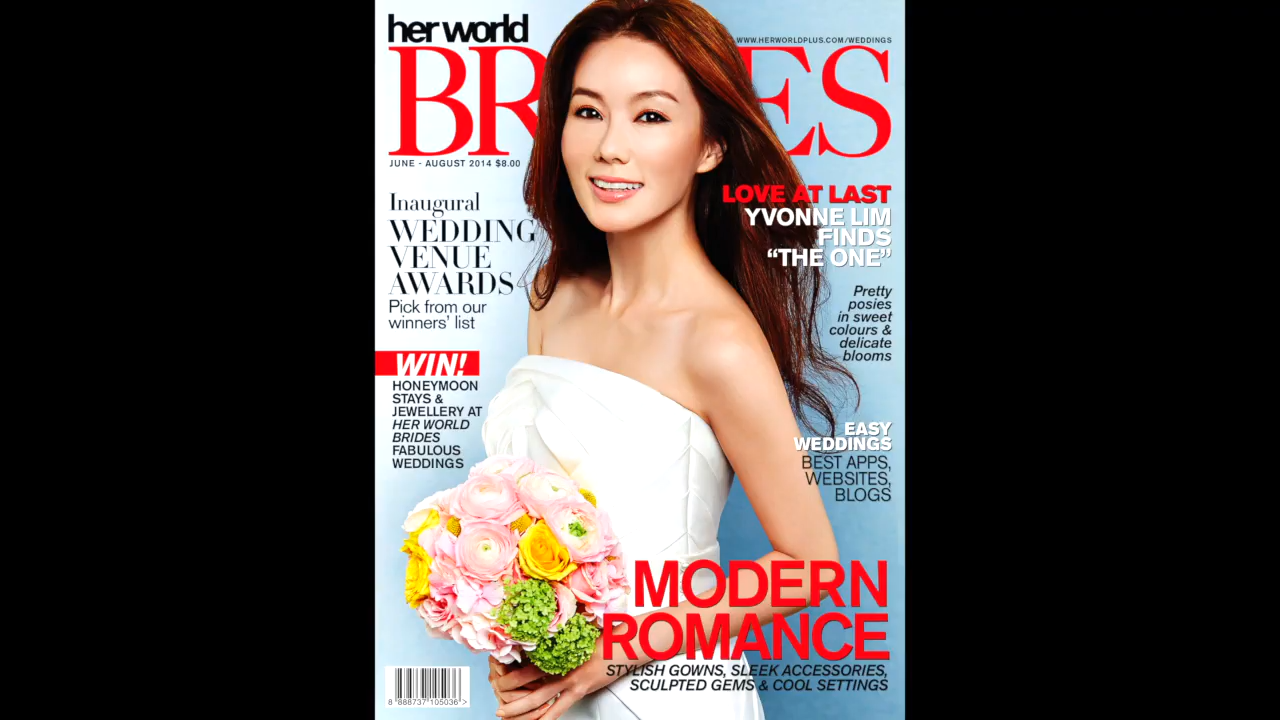 her world
BRIDES
WWW.HERWORLDPLUS.COM/WEDDINGS
JUNE - AUGUST 2014 $8.00
Inaugural
WEDDING
VENUE
AWARDS
Pick from our
winners' list
WIN!
HONEYMOON
STAYS &
JEWELLERY AT
HER WORLD
BRIDES
FABULOUS
WEDDINGS
LOVE AT LAST
YVONNE LIM
FINDS
“THE ONE”
Pretty
posies
in sweet
colours &
delicate
blooms
EASY
WEDDINGS
BEST APPS,
WEBSITES,
BLOGS
MODERN
ROMANCE
STYLISH GOWNS, SLEEK ACCESSORIES,
SCULPTED GEMS & COOL SETTINGS
8 888737 105036 >